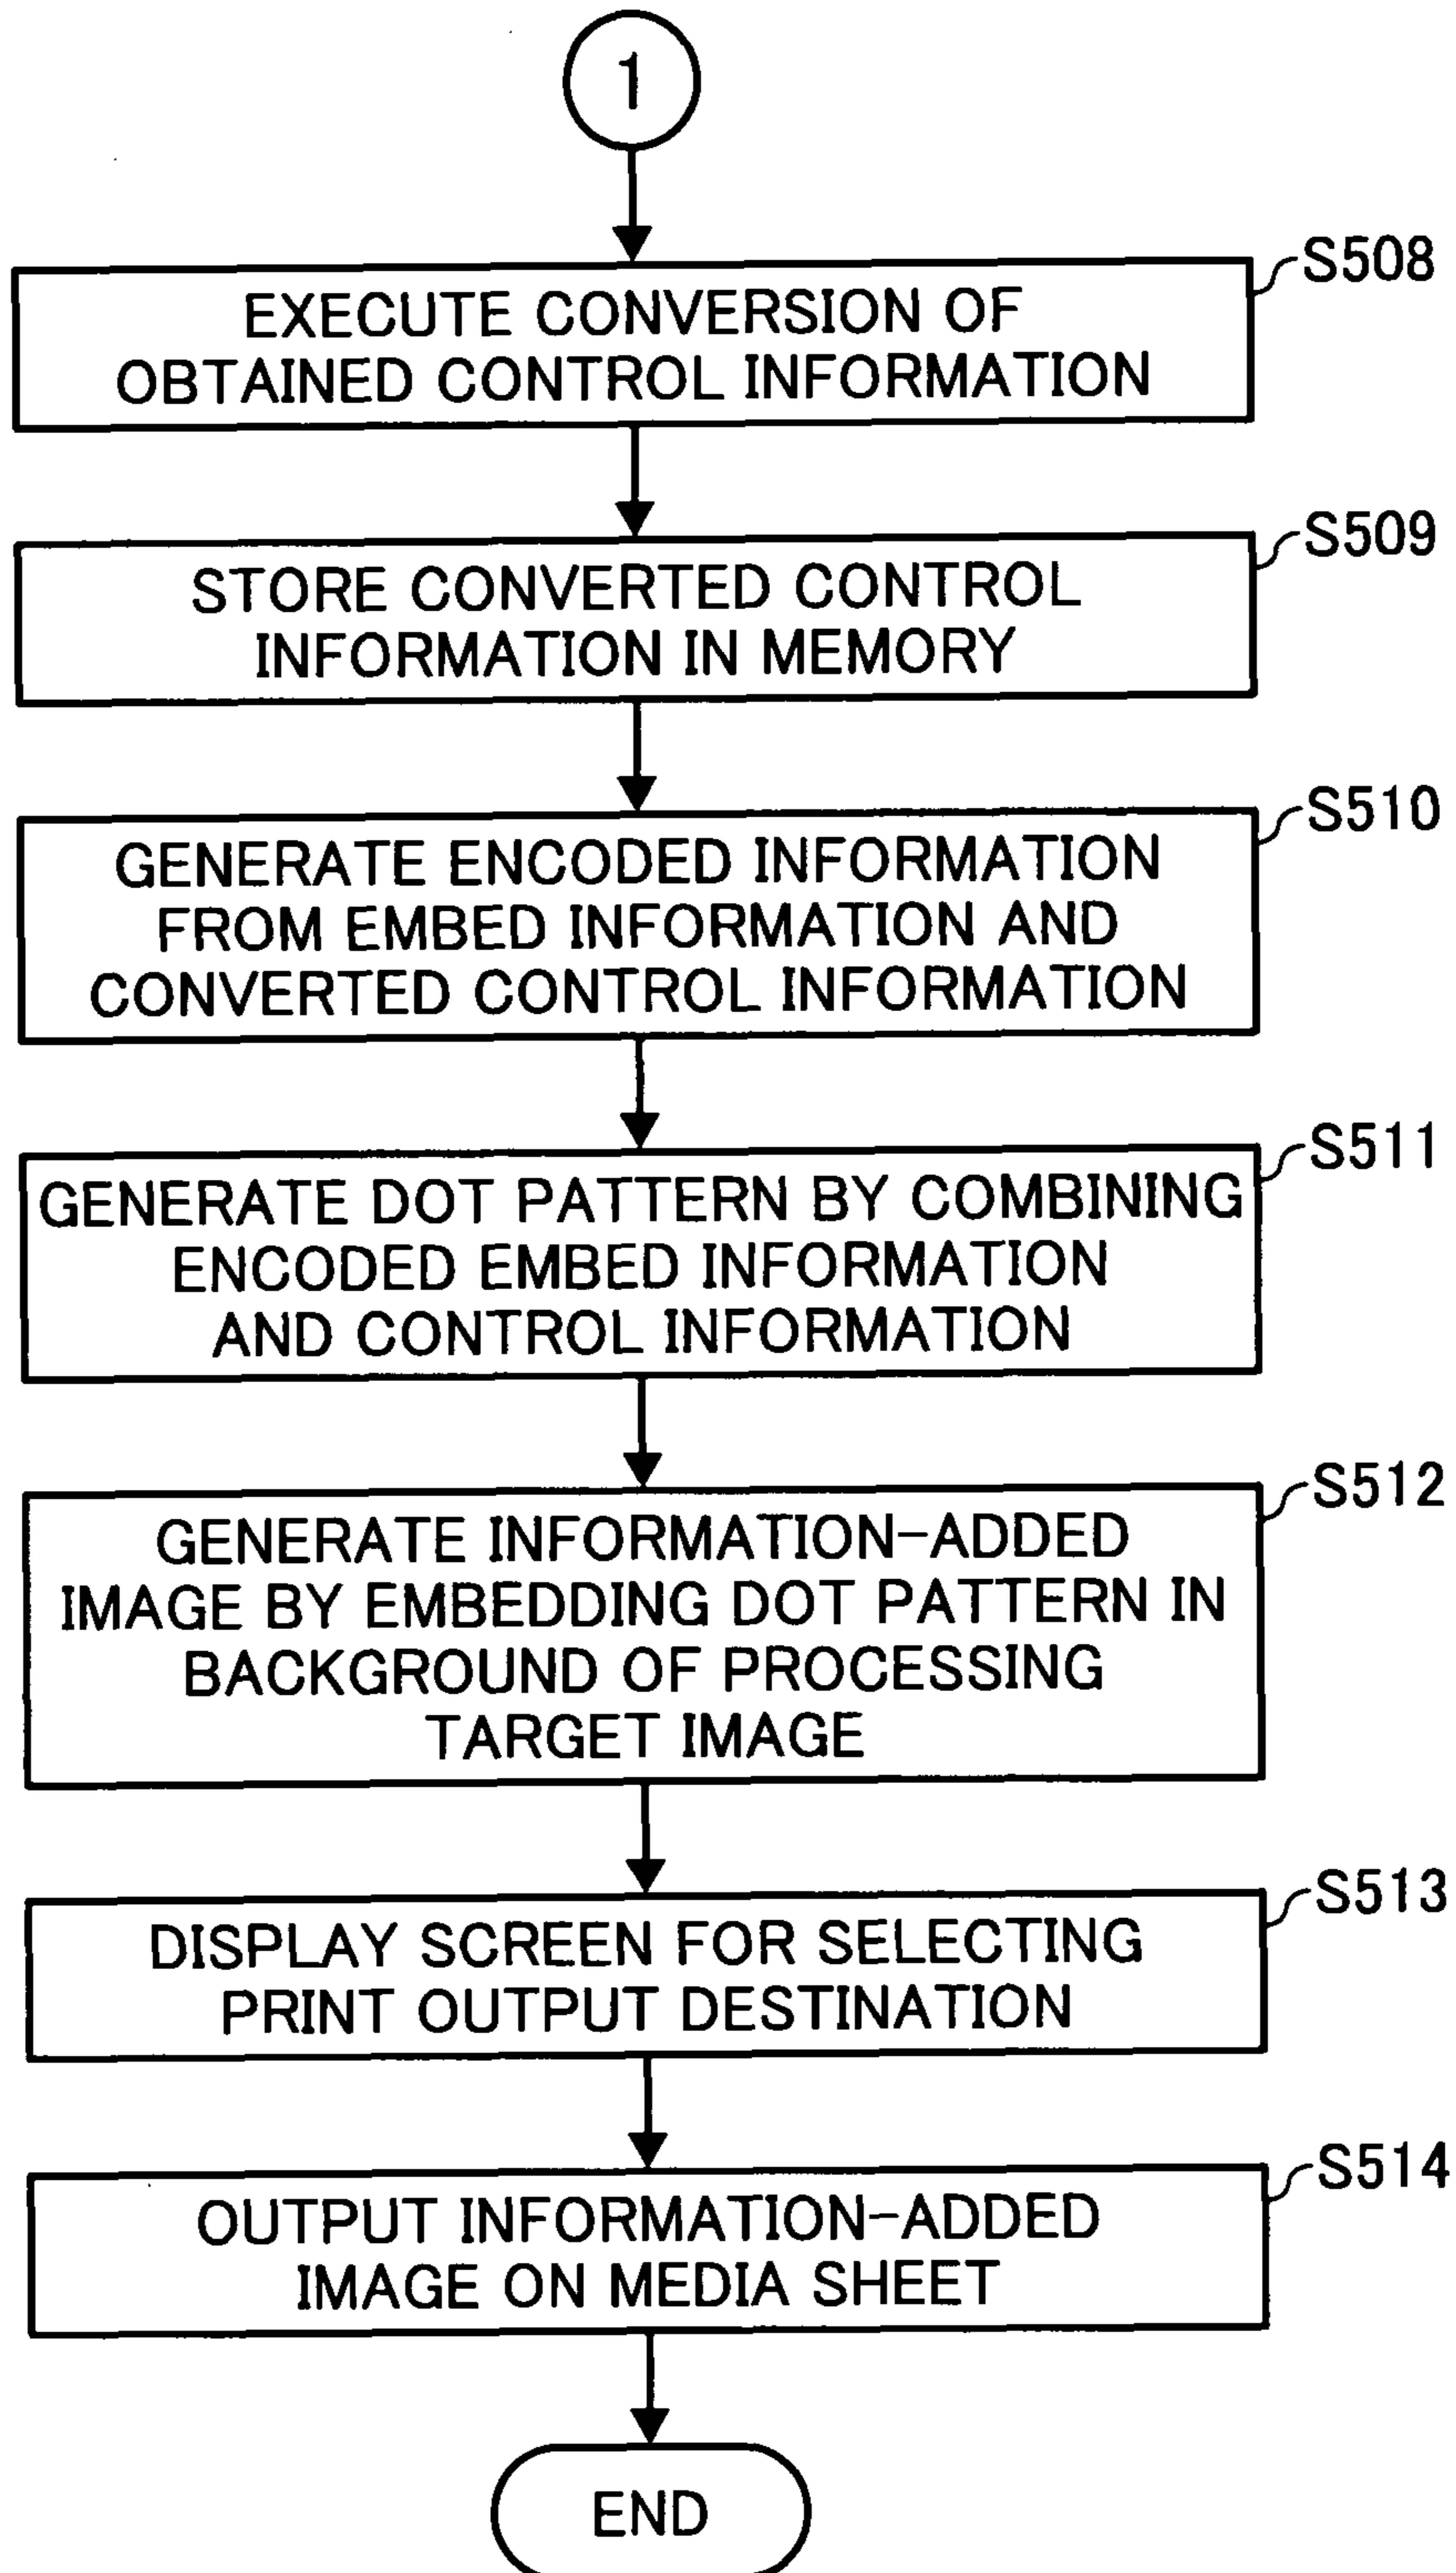 1
S508
EXECUTE CONVERSION OF
OBTAINED CONTROL INFORMATION
S509
STORE CONVERTED CONTROL
INFORMATION IN MEMORY
S510
GENERATE ENCODED INFORMATION
FROM EMBED INFORMATION AND
CONVERTED CONTROL INFORMATION
S511
GENERATE DOT PATTERN BY COMBINING
ENCODED EMBED INFORMATION
AND CONTROL INFORMATION
S512
GENERATE INFORMATION-ADDED
IMAGE BY EMBEDDING DOT PATTERN IN
BACKGROUND OF PROCESSING
TARGET IMAGE
S513
DISPLAY SCREEN FOR SELECTING
PRINT OUTPUT DESTINATION
S514
OUTPUT INFORMATION-ADDED
IMAGE ON MEDIA SHEET
END